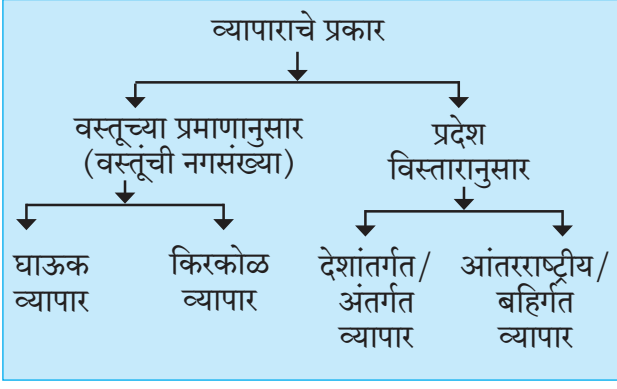 व्यापाराचे प्रकार
वस्तूच्या प्रमाणानुसार
(वस्तूंची नगसंख्या)
प्रदेश
विस्तारानुसार
घाऊक
व्यापार
किरकोळ
व्यापार
देशांतर्गत/
अंतर्गत
व्यापार
आंतरराष्ट्रीय/
बहिर्गत
व्यापार